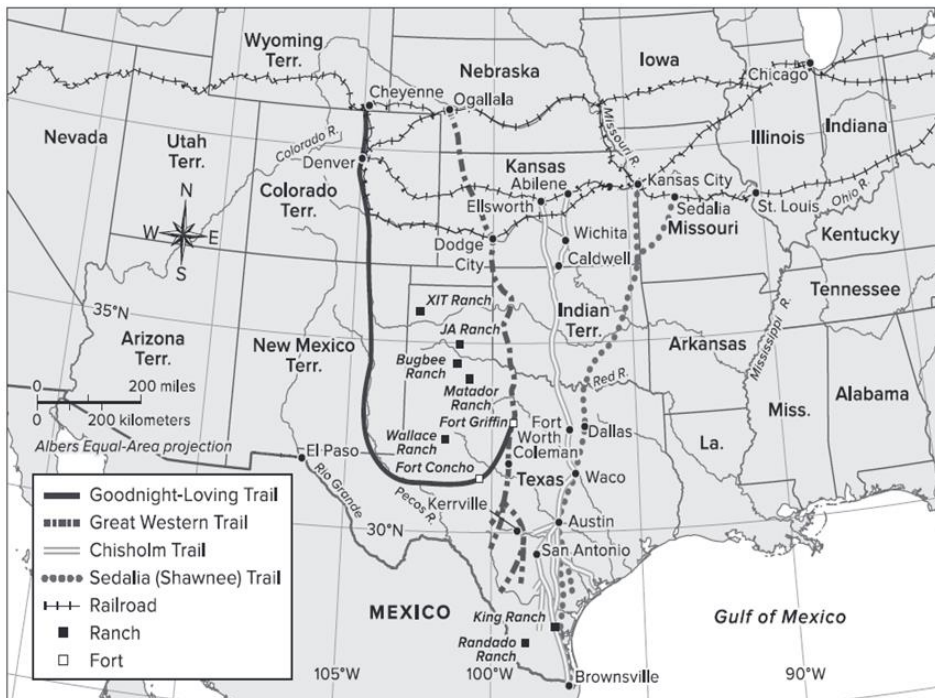 Wyoming
Terr.
Nebraska
Iowa
Chicago
Cheyenne
Ogallala
Nevada
Utah
Terr.
Colorado R.
Missouri R.
Illinois
Indiana
Denver
Kansas
Colorado
Terr.
Abilene
Ellsworth
Kansas City
Sedalia
St. Louis
Ohio R.
Missouri
Kentucky
N
W
E
S
Dodge
City
Wichita
Caldwell
35°N
XIT Ranch
Indian
Terr.
Tennessee
Arizona
Terr.
New Mexico
Terr.
JA Ranch
Bugbee
Ranch
Matador
Ranch
Arkansas
Mississippi R.
Red R.
0 200 miles
0 200 kilometers
Albers Equal-Area projection
Miss.
Alabama
La.
Fort Griffin
Fort
Worth
Dallas
Wallace
Ranch
Coleman
El Paso
Fort Concho
Texas
Waco
Rio Grande
Pecos R.
Kerrville
30°N
Austin
San Antonio
MEXICO
King Ranch
Randado
Ranch
Gulf of Mexico
Brownsville
105°W
100°W
90°W
Goodnight-Loving Trail
Great Western Trail
Chisholm Trail
Sedalia (Shawnee) Trail
Railroad
Ranch
Fort